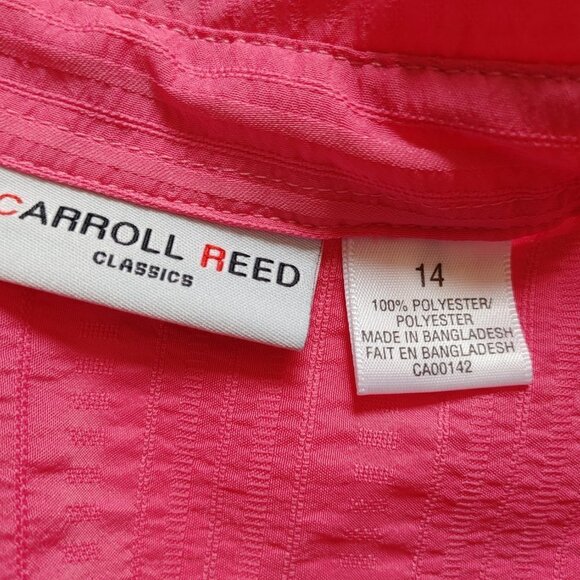 CARROLL REED
CLASSICS
14
100% POLYESTER/
POLYESTER
MADE IN BANGLADESH
FAIT EN BANGLADESH
CA00142